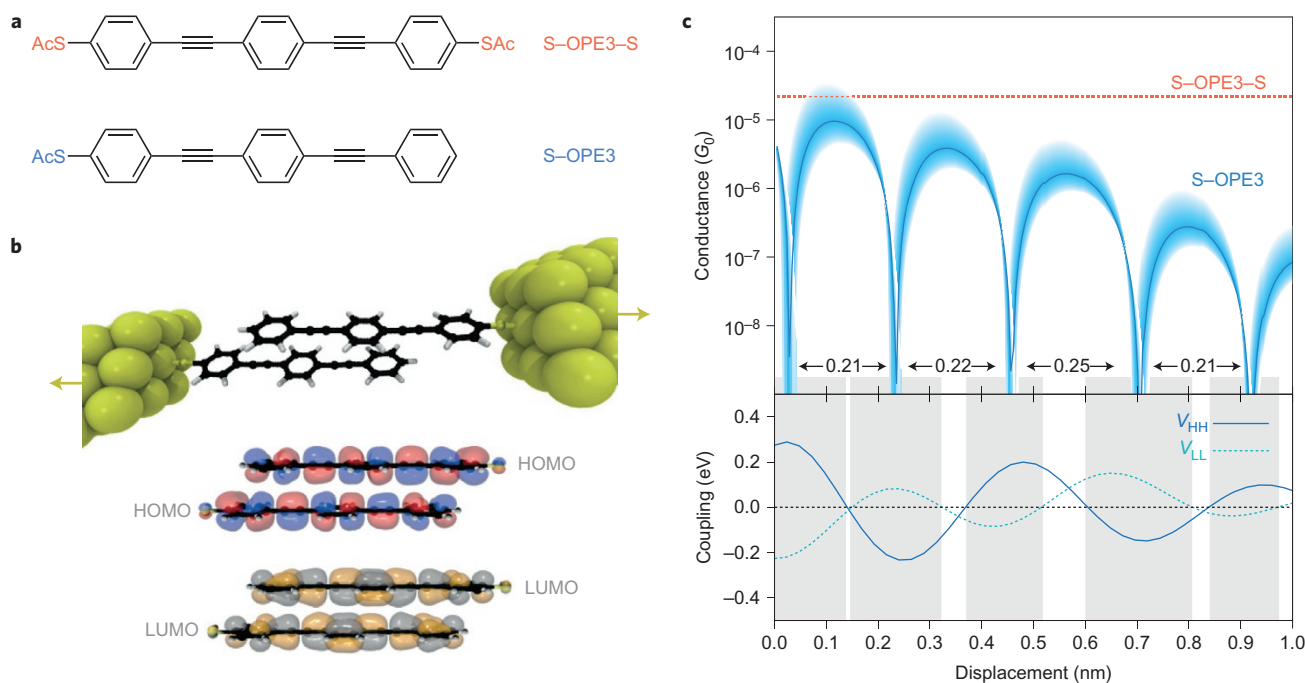 a
AcS
SAc
S–OPE3–S
AcS
S–OPE3
b
HOMO
HOMO
LUMO
LUMO
c
Conductance (G0)
10−4
10−5
10−6
10−7
10−8
S–OPE3–S
S–OPE3
0.21
0.22
0.25
0.21
Coupling (eV)
0.4
0.2
0.0
−0.2
−0.4
VHH
VLL
0.0 0.1 0.2 0.3 0.4 0.5 0.6 0.7 0.8 0.9 1.0
Displacement (nm)